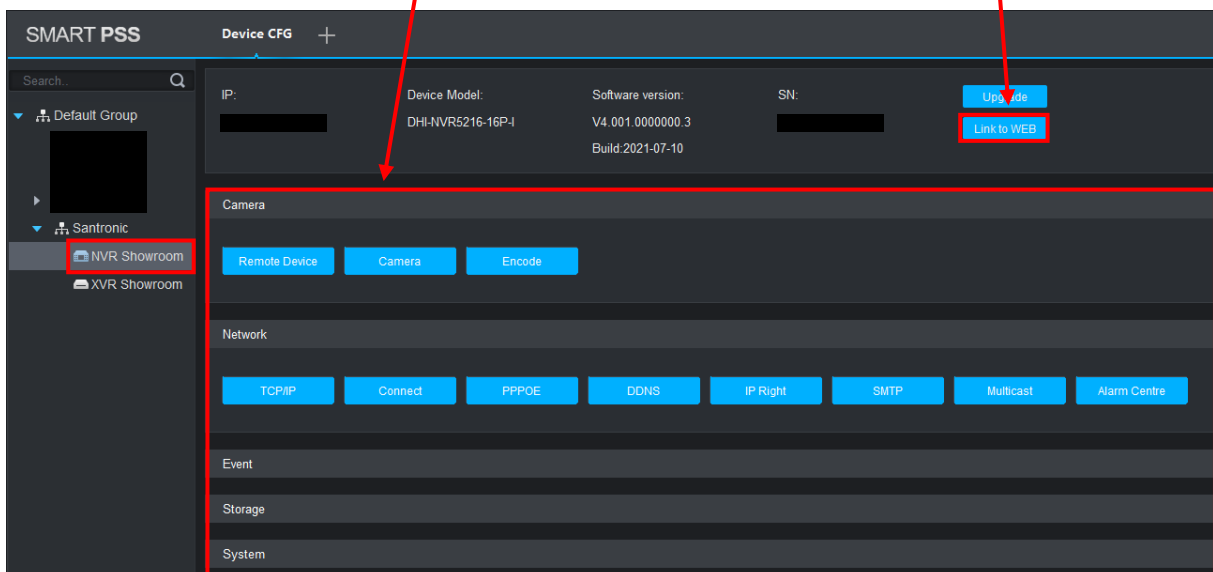 SMART PSS
Device CFG
Search..
Default Group
Santronic
NVR Showroom
XVR Showroom
IP:
Device Model:
Software version:
SN:
Upgrade
DHI-NVR5216-16P-I
V4.001.0000000.3
Link to WEB
Build:2021-07-10
Camera
Remote Device Camera Encode
Network
TCP/IP Connect PPPOE DDNS IP Right SMTP Multicast Alarm Centre
Event
Storage
System